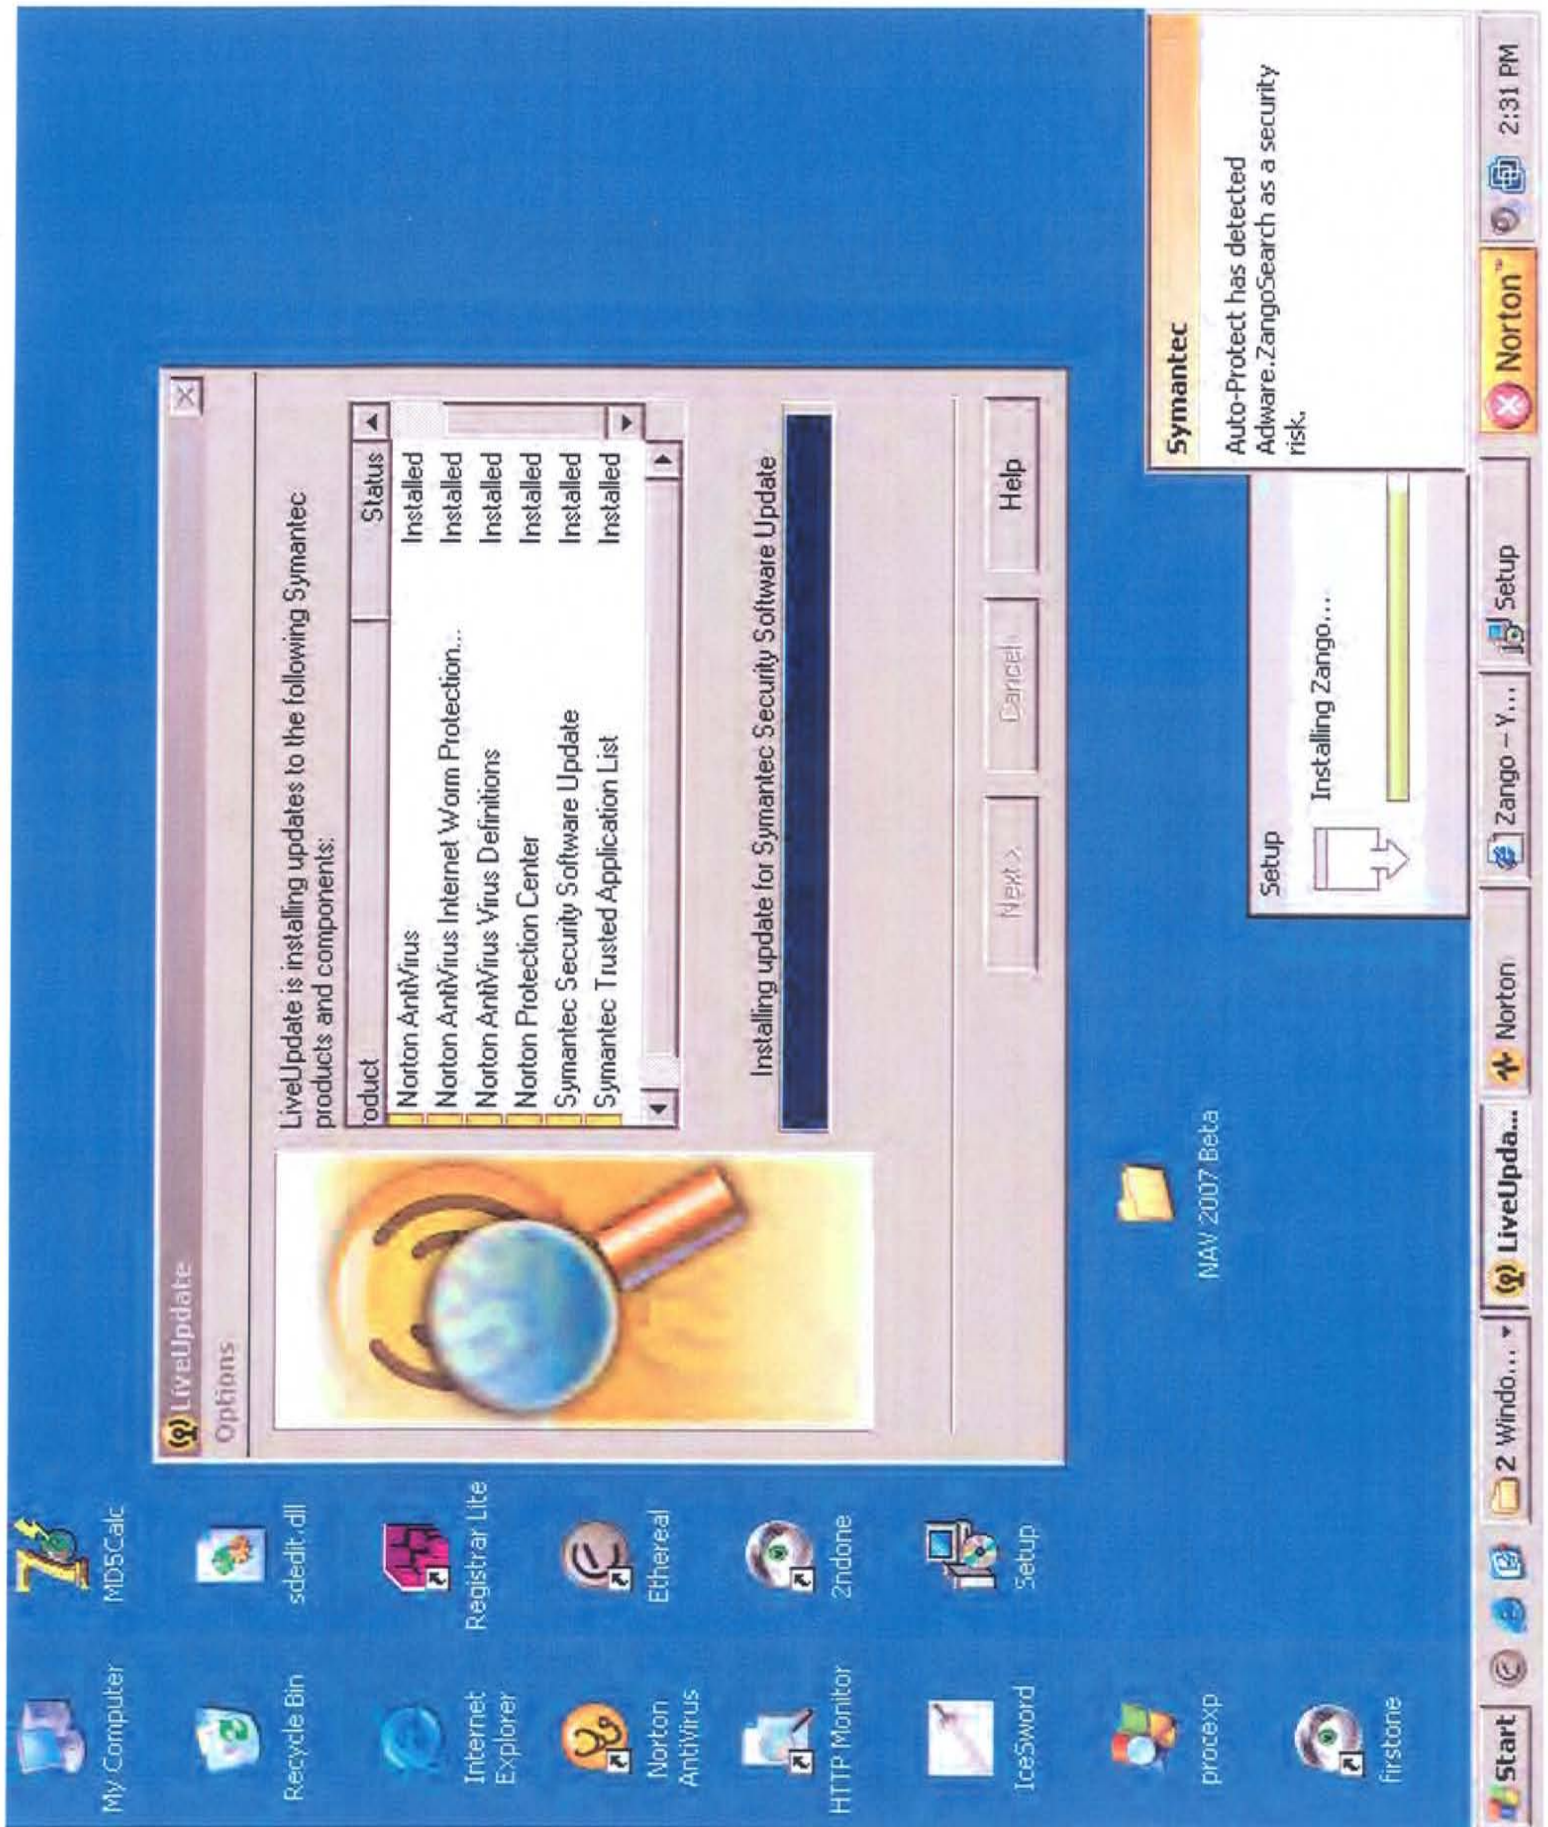 My Computer
MD5Calc
Recycle Bin
sdedit.dll
Internet
Explorer
Registrar Lite
Norton
AntiVirus
Ethereal
HTTP Monitor
2ndone
IceSword
Setup
procexp
firstone
NAV 2007 Beta
LiveUpdate
Options
LiveUpdate is installing updates to the following Symantec
products and components:
oduct Status
Norton AntiVirus Installed
Norton AntiVirus Internet Worm Protection... Installed
Norton AntiVirus Virus Definitions Installed
Norton Protection Center Installed
Symantec Security Software Update Installed
Symantec Trusted Application List Installed
Installing update for Symantec Security Software Update
Next > Cancel Help
Symantec
Auto-Protect has detected
Adware.ZangoSearch as a security
risk.
Setup
Installing Zango...
Start 2 Windo... LiveUpda... Norton Zango – Y... Setup Norton™ 2:31 PM